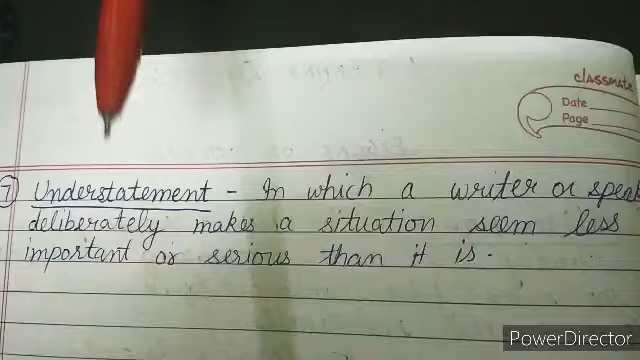 classmate
Date
Page
7 Understatement - In which a writer or speak
deliberately makes a situation seem less
important or serious than it is.
PowerDirector